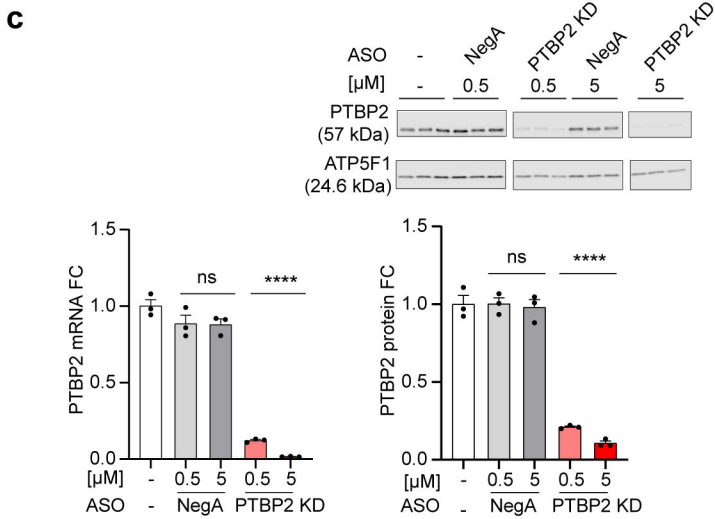 c
ASO - NegA PTBP2 KD NegA PTBP2 KD
[µM] - 0.5 0.5 5 5
PTBP2
(57 kDa)
ATP5F1
(24.6 kDa)
PTBP2 mRNA FC
1.5
1.0
0.5
0.0
ns ****
[µM] - 0.5 5 0.5 5
ASO - NegA PTBP2 KD
PTBP2 protein FC
1.5
1.0
0.5
0.0
ns ****
[µM] - 0.5 5 0.5 5
ASO - NegA PTBP2 KD